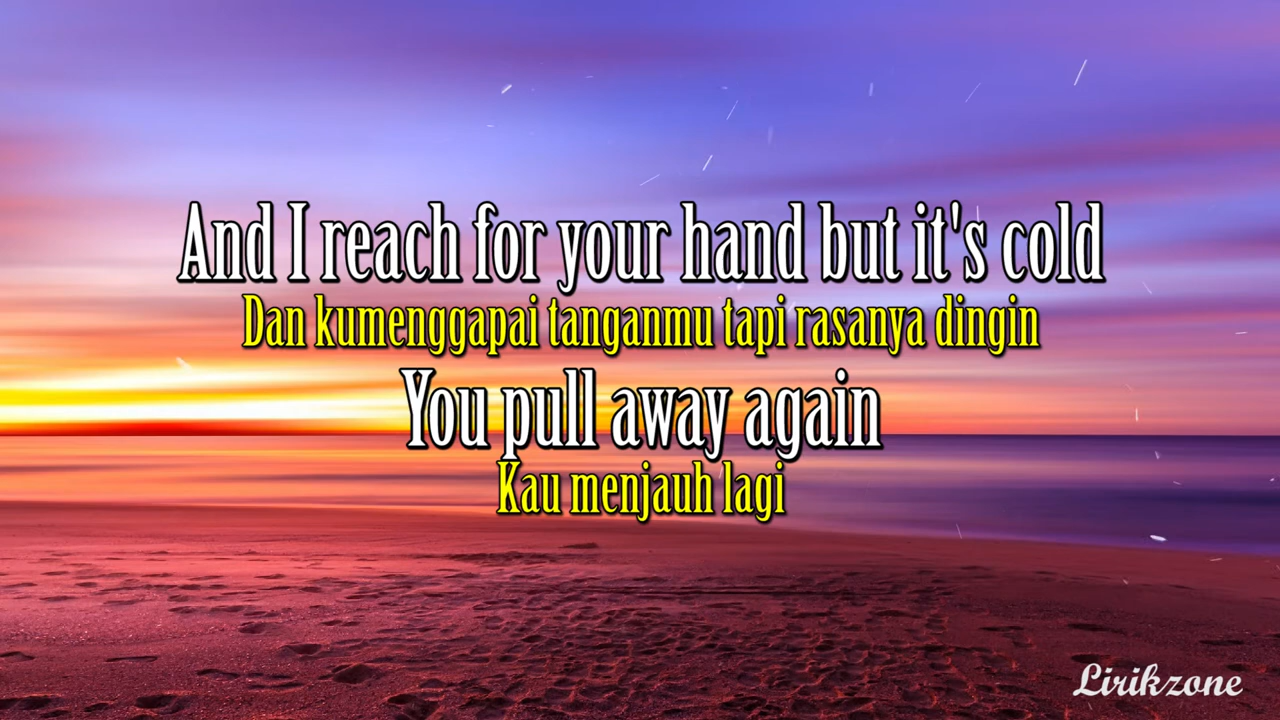 And I reach for your hand but it's cold
Dan kumenggapai tanganmu tapi rasanya dingin
You pull away again
Kau menjauh lagi
Lirikzone